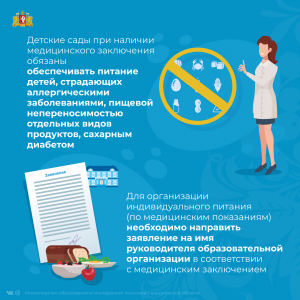 Детские сады при наличии
медицинского заключения
обязаны
обеспечивать питание
детей, страдающих
аллергическими
заболеваниями, пищевой
непереносимостью
отдельных видов
продуктов, сахарным
диабетом
Заявление
Для организации
индивидуального питания
(по медицинским показаниям)
необходимо направить
заявление на имя
руководителя образовательной
организации в соответствии
с медицинским заключением